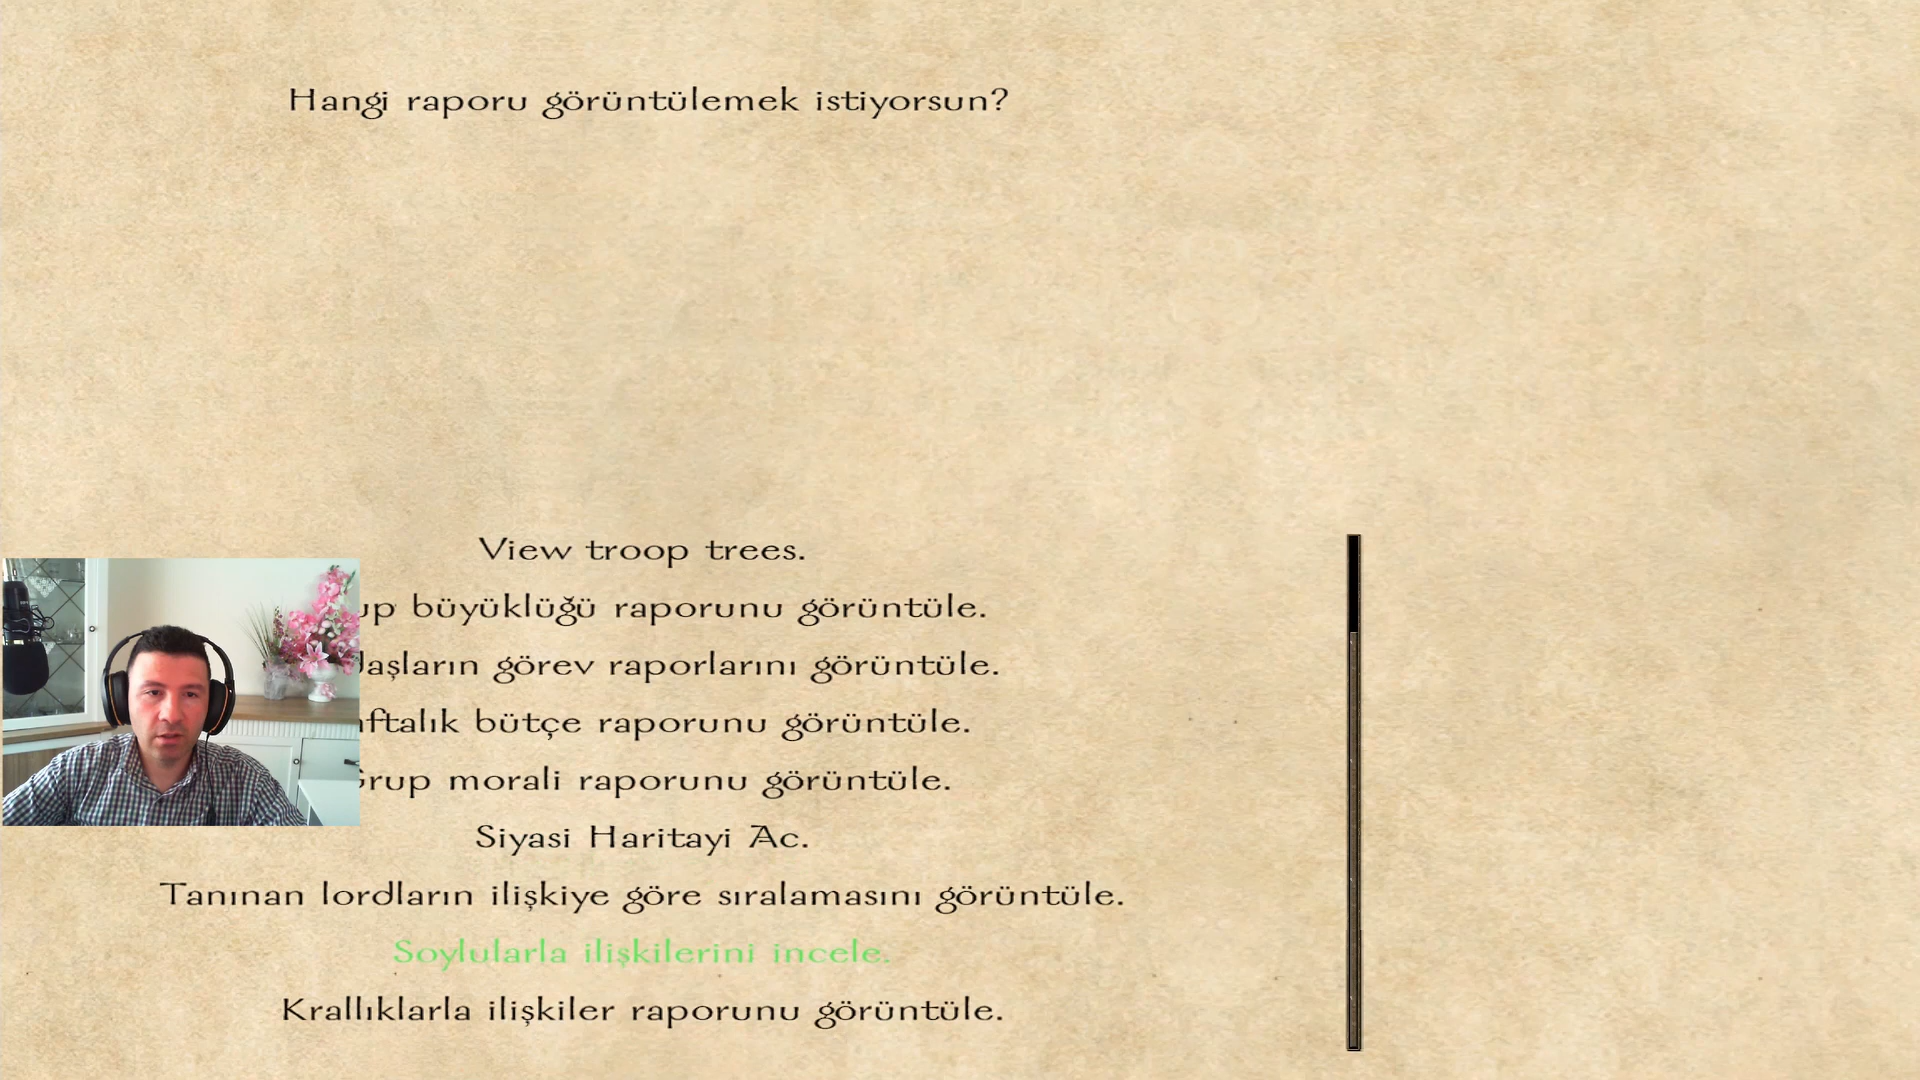 Hangi raporu görüntülemek istiyorsun?
View troop trees.
büyüklüğü raporunu görüntüle.
görev raporlarını görüntüle.
bütçe raporunu görüntüle.
morali raporunu görüntüle.
Siyasi Haritayi Ac.
Tanınan lordların ilişkiye göre sıralamasını görüntüle.
Soylularla ilişkilerini incele.
Krallıklarla ilişkiler raporunu görüntüle.